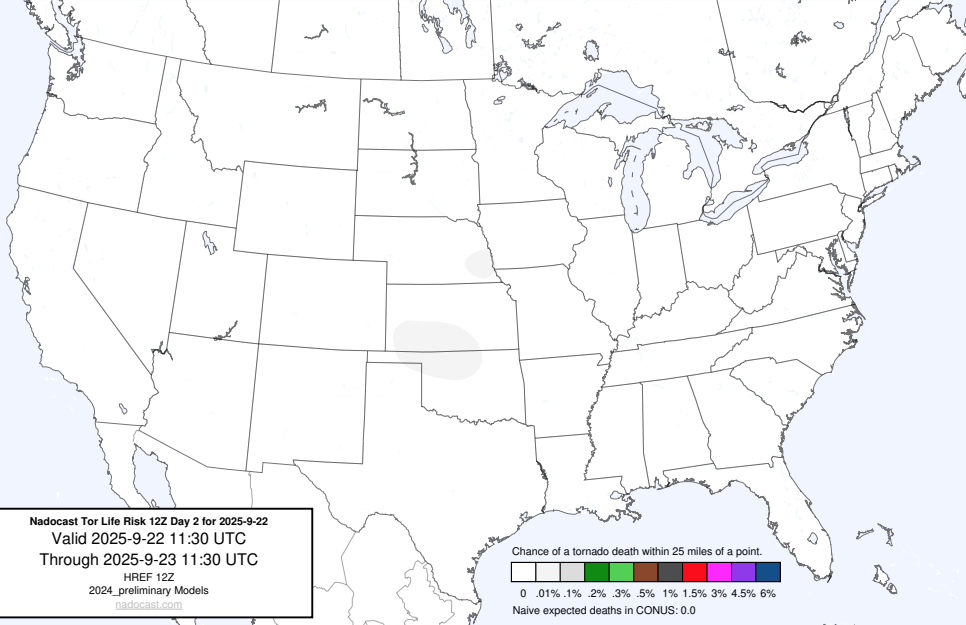 Nadocast Tor Life Risk 12Z Day 2 for 2025-9-22
Valid 2025-9-22 11:30 UTC
Through 2025-9-23 11:30 UTC
HREF 12Z
2024_preliminary Models
nadocast.com
Chance of a tornado death within 25 miles of a point.
0 .01% .1% .2% .3% .5% 1% 1.5% 3% 4.5% 6%
Naive expected deaths in CONUS: 0.0